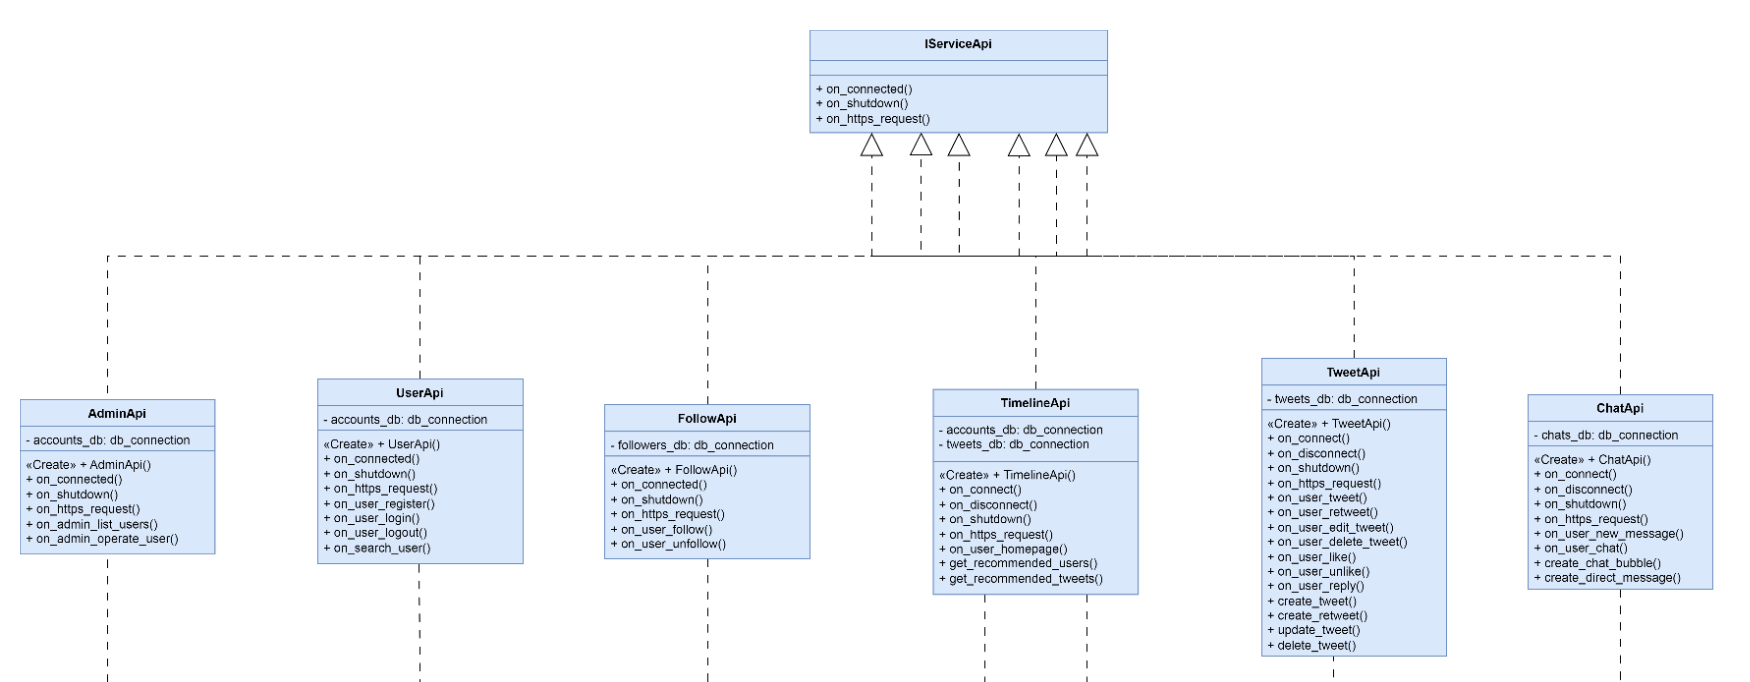 IServiceApi
+ on_connected()
+ on_shutdown()
+ on_https_request()
AdminApi
- accounts_db: db_connection
«Create» + AdminApi()
+ on_connected()
+ on_shutdown()
+ on_https_request()
+ on_admin_list_users()
+ on_admin_operate_user()
UserApi
- accounts_db: db_connection
«Create» + UserApi()
+ on_connected()
+ on_shutdown()
+ on_https_request()
+ on_user_register()
+ on_user_login()
+ on_user_logout()
+ on_search_user()
FollowApi
- followers_db: db_connection
«Create» + FollowApi()
+ on_connected()
+ on_shutdown()
+ on_https_request()
+ on_user_follow()
+ on_user_unfollow()
TimelineApi
- accounts_db: db_connection
- tweets_db: db_connection
«Create» + TimelineApi()
+ on_connect()
+ on_disconnect()
+ on_shutdown()
+ on_https_request()
+ on_user_homepage()
+ get_recommended_users()
+ get_recommended_tweets()
TweetApi
- tweets_db: db_connection
«Create» + TweetApi()
+ on_connect()
+ on_disconnect()
+ on_shutdown()
+ on_https_request()
+ on_user_tweet()
+ on_user_retweet()
+ on_user_edit_tweet()
+ on_user_delete_tweet()
+ on_user_like()
+ on_user_unlike()
+ on_user_reply()
+ create_tweet()
+ create_retweet()
+ update_tweet()
+ delete_tweet()
ChatApi
- chats_db: db_connection
«Create» + ChatApi()
+ on_connect()
+ on_disconnect()
+ on_shutdown()
+ on_https_request()
+ on_user_new_message()
+ on_user_chat()
+ create_chat_bubble()
+ create_direct_message()